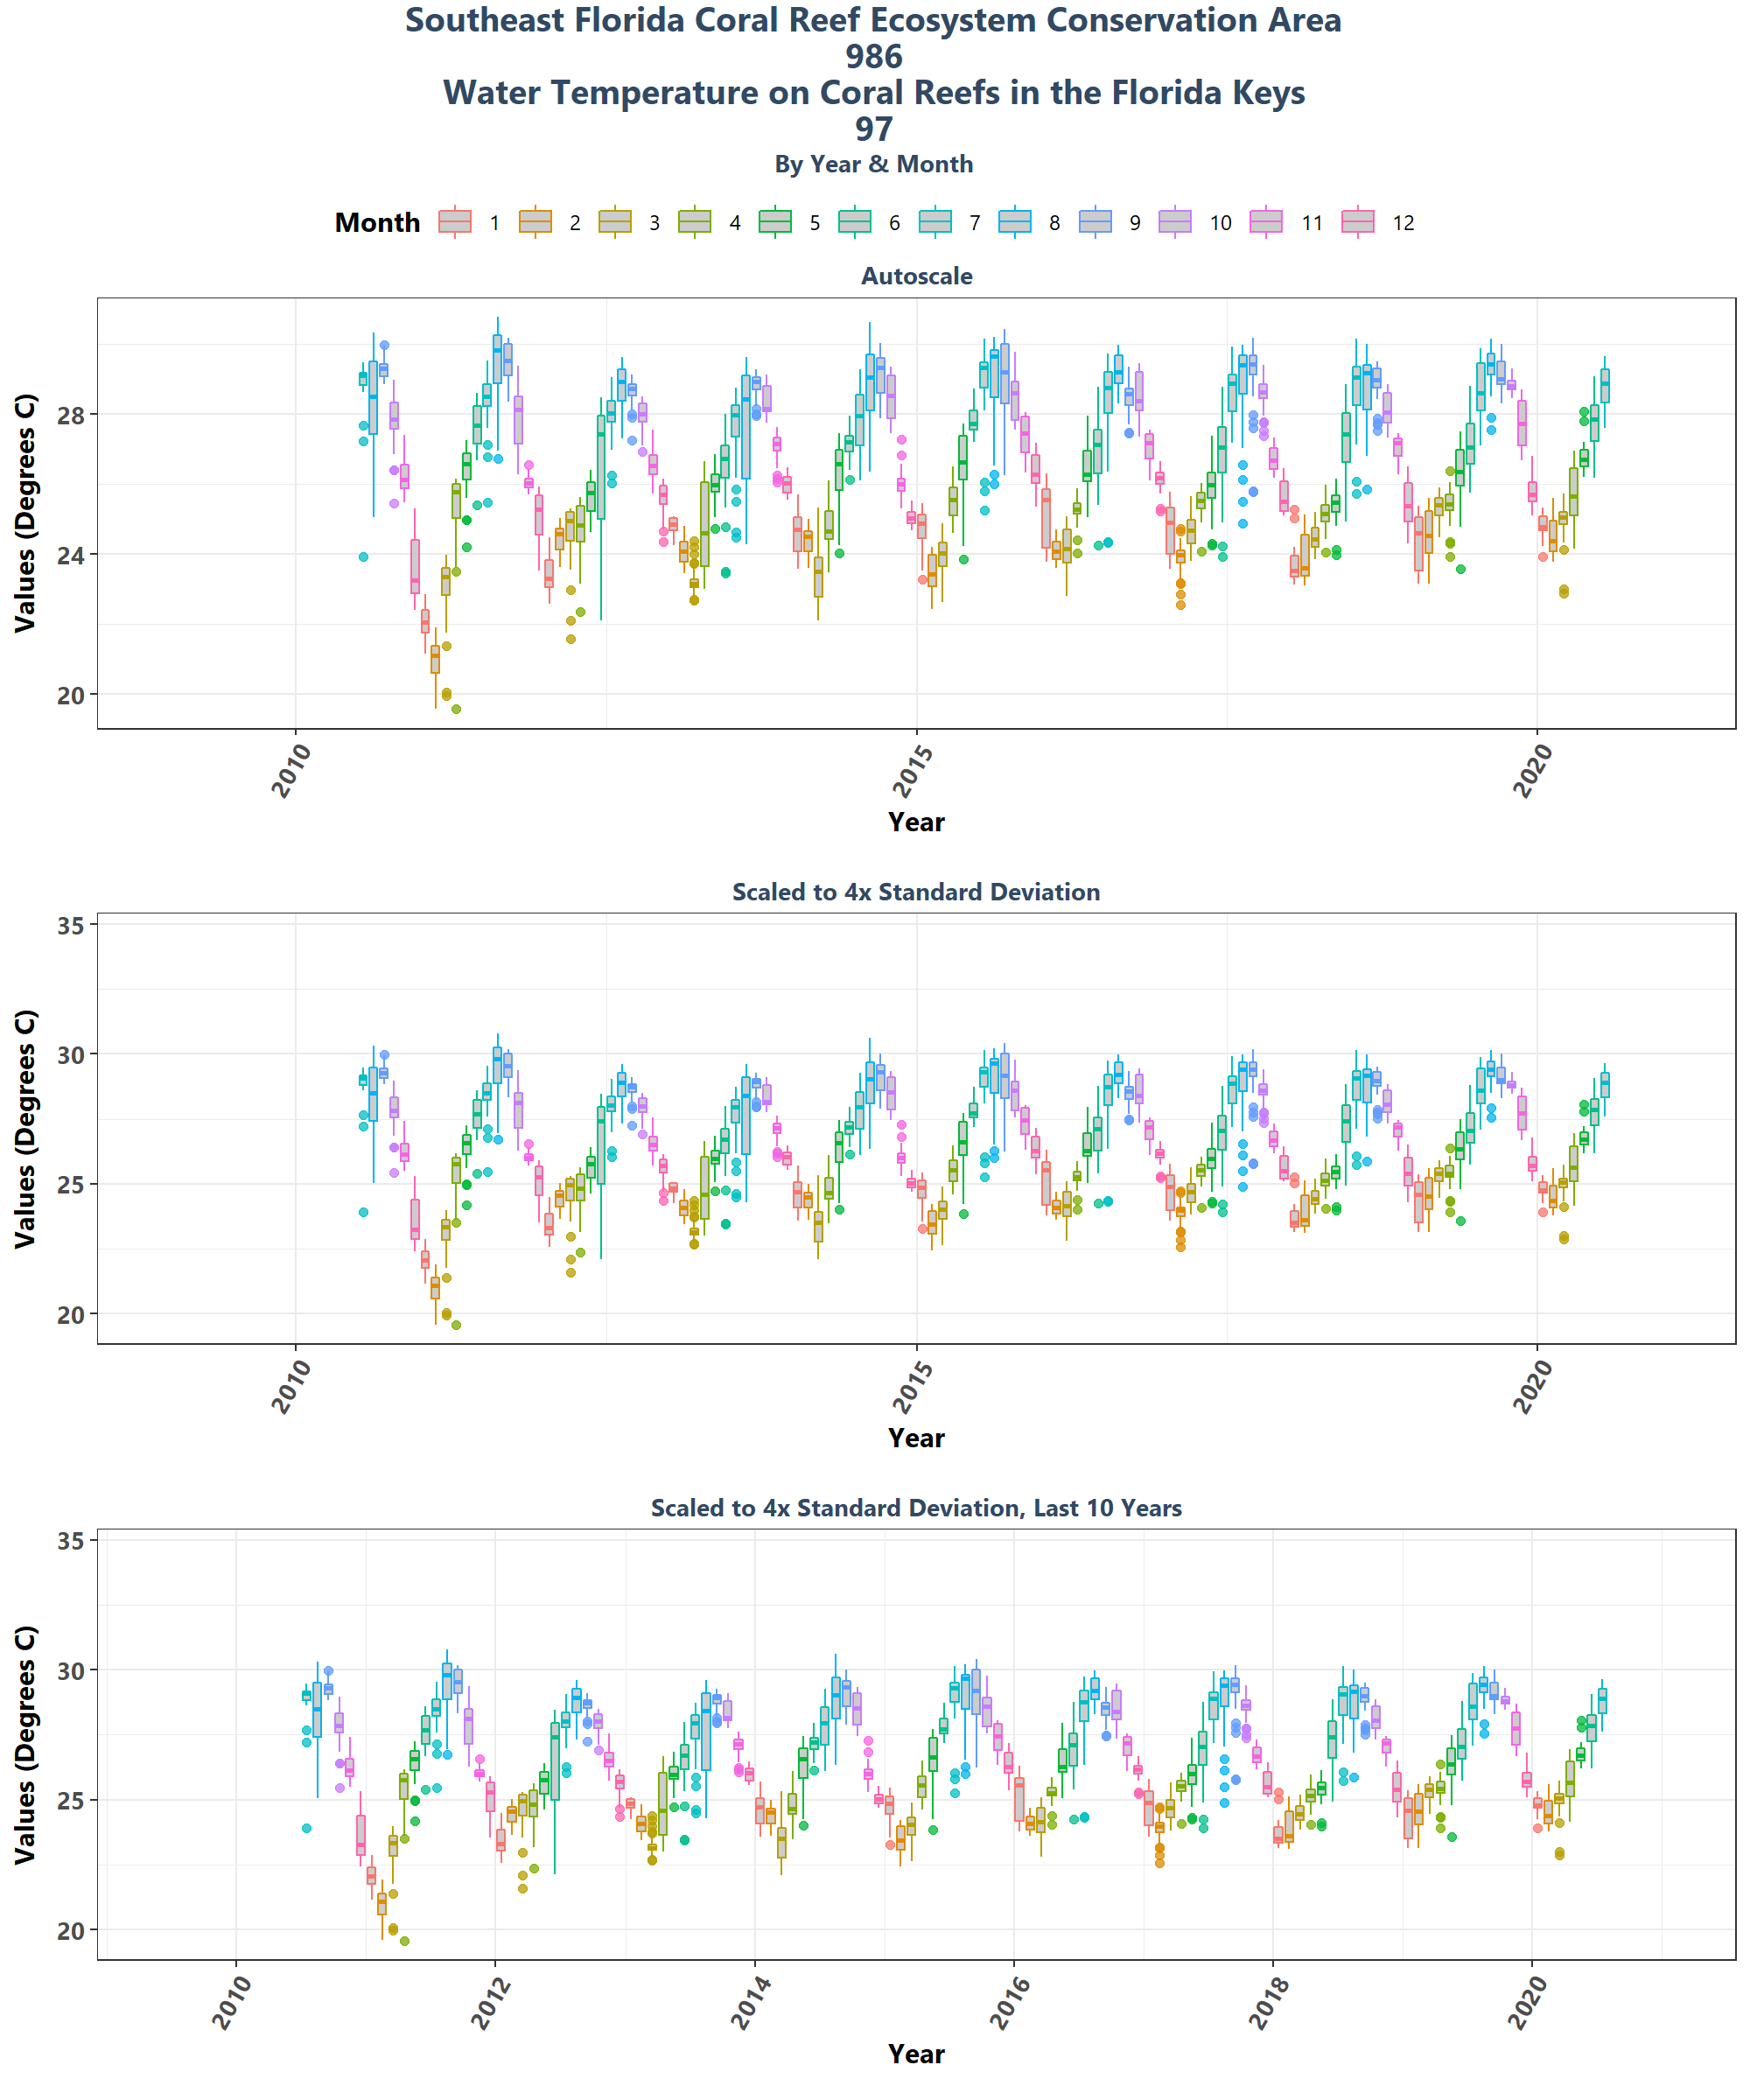 Southeast Florida Coral Reef Ecosystem Conservation Area
986
Water Temperature on Coral Reefs in the Florida Keys
97
By Year & Month
Month 1 2 3 4 5 6 7 8 9 10 11 12
Autoscale
Values (Degrees C)
28
24
20
2010 2015 2020
Year
Scaled to 4x Standard Deviation
Values (Degrees C)
35
30
25
20
2010 2015 2020
Year
Scaled to 4x Standard Deviation, Last 10 Years
Values (Degrees C)
35
30
25
20
2010 2012 2014 2016 2018 2020
Year